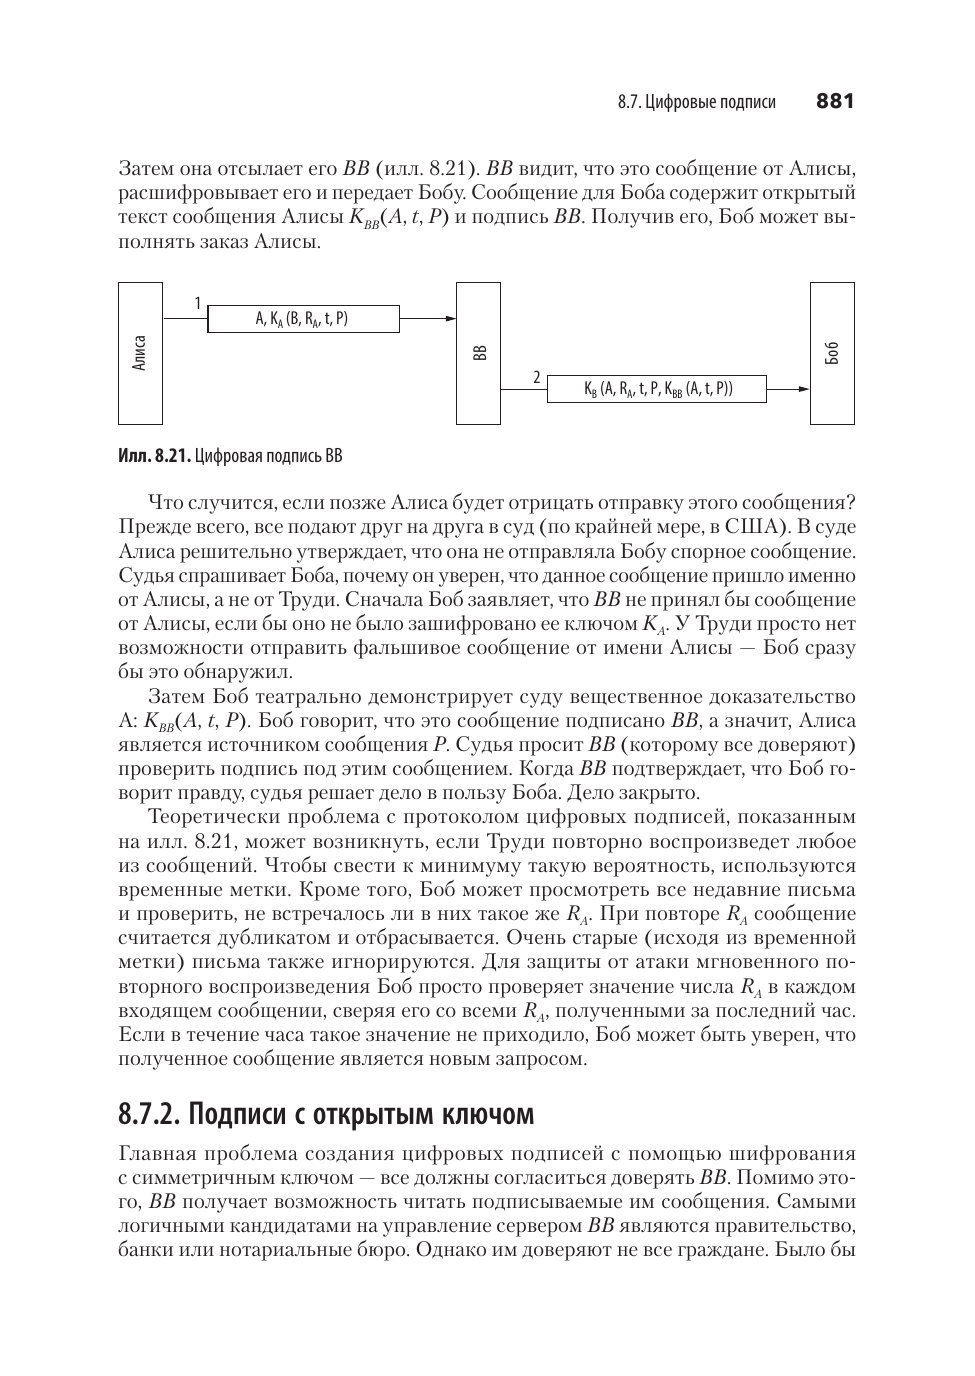 8.7. Цифровые подписи 881
Затем она отсылает его BB (илл. 8.21). BB видит, что это сообщение от Алисы,
расшифровывает его и передает Бобу. Сообщение для Боба содержит открытый
текст сообщения Алисы K_BB(A, t, P) и подпись BB. Получив его, Боб может вы-
полнять заказ Алисы.
Алиса
1
A, K_A (B, R_A, t, P)
BB
2
K_B (A, R_A, t, P, K_BB (A, t, P))
Боб
Илл. 8.21. Цифровая подпись BB
Что случится, если позже Алиса будет отрицать отправку этого сообщения?
Прежде всего, все подают друг на друга в суд (по крайней мере, в США). В суде
Алиса решительно утверждает, что она не отправляла Бобу спорное сообщение.
Судья спрашивает Боба, почему он уверен, что данное сообщение пришло именно
от Алисы, а не от Труди. Сначала Боб заявляет, что BB не принял бы сообщение
от Алисы, если бы оно не было зашифровано ее ключом K_A. У Труди просто нет
возможности отправить фальшивое сообщение от имени Алисы — Боб сразу
бы это обнаружил.
Затем Боб театрально демонстрирует суду вещественное доказательство
A: K_BB(A, t, P). Боб говорит, что это сообщение подписано BB, а значит, Алиса
является источником сообщения P. Судья просит BB (которому все доверяют)
проверить подпись под этим сообщением. Когда BB подтверждает, что Боб го-
ворит правду, судья решает дело в пользу Боба. Дело закрыто.
Теоретически проблема с протоколом цифровых подписей, показанным
на илл. 8.21, может возникнуть, если Труди повторно воспроизведет любое
из сообщений. Чтобы свести к минимуму такую вероятность, используются
временные метки. Кроме того, Боб может просмотреть все недавние письма
и проверить, не встречалось ли в них такое же R_A. При повторе R_A сообщение
считается дубликатом и отбрасывается. Очень старые (исходя из временной
метки) письма также игнорируются. Для защиты от атаки мгновенного по-
вторного воспроизведения Боб просто проверяет значение числа R_A в каждом
входящем сообщении, сверяя его со всеми R_A, полученными за последний час.
Если в течение часа такое значение не приходило, Боб может быть уверен, что
полученное сообщение является новым запросом.
8.7.2. Подписи с открытым ключом
Главная проблема создания цифровых подписей с помощью шифрования
с симметричным ключом — все должны согласиться доверять BB. Помимо это-
го, BB получает возможность читать подписываемые им сообщения. Самыми
логичными кандидатами на управление сервером BB являются правительство,
банки или нотариальные бюро. Однако им доверяют не все граждане. Было бы